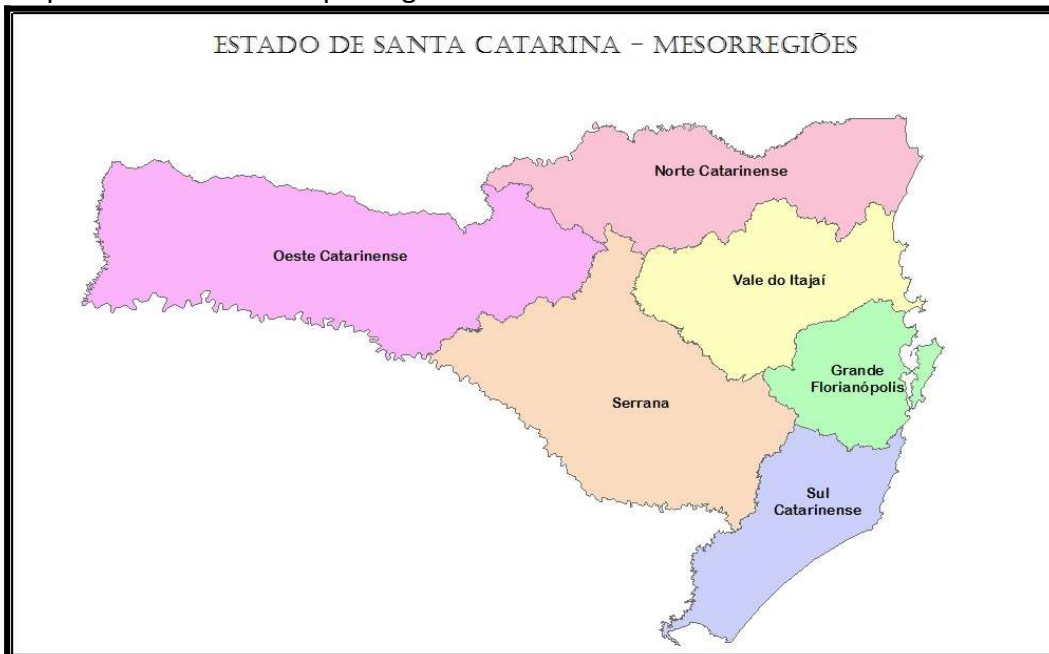 ESTADO DE SANTA CATARINA – MESORREGIÕES
Norte Catarinense
Oeste Catarinense
Vale do Itajaí
Grande
Florianópolis
Serrana
Sul
Catarinense